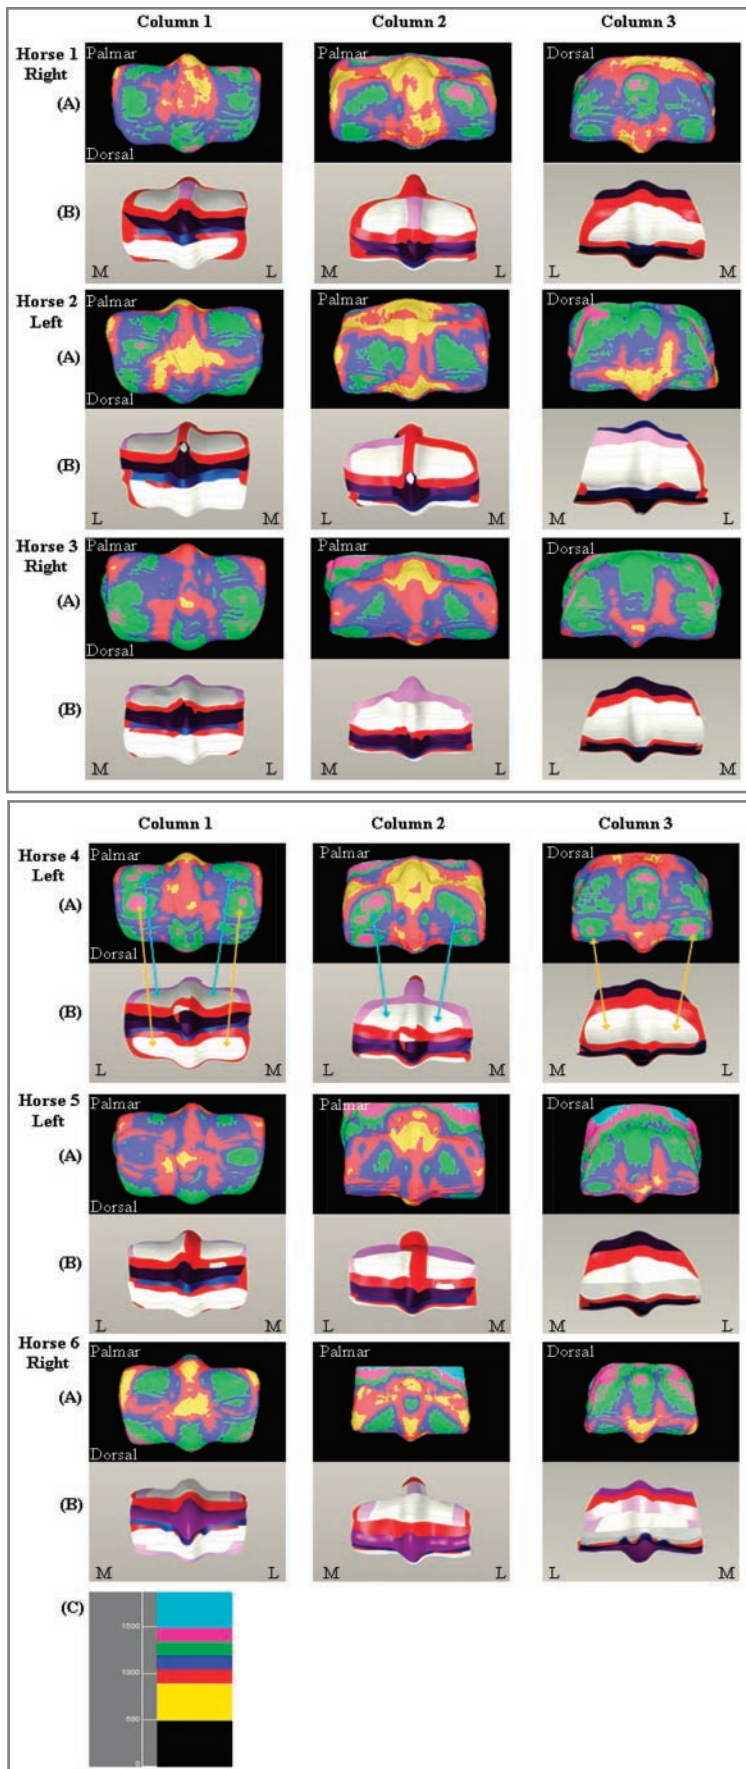 Column 1 Column 2 Column 3
Horse 1 Right Palmar Palmar Dorsal
(A)
Dorsal
(B)
M L M L L M
Horse 2 Left Palmar Palmar Dorsal
(A)
Dorsal
(B)
L M L M M L
Horse 3 Right Palmar Palmar Dorsal
(A)
Dorsal
(B)
M L M L L M
Column 1 Column 2 Column 3
Horse 4 Left Palmar Palmar Dorsal
(A)
Dorsal
(B)
L M L M M L
Horse 5 Left Palmar Palmar Dorsal
(A)
Dorsal
(B)
L M L M M L
Horse 6 Right Palmar Palmar Dorsal
(A)
Dorsal
(B)
M L M L L M
(C)
1500
1000
500
0